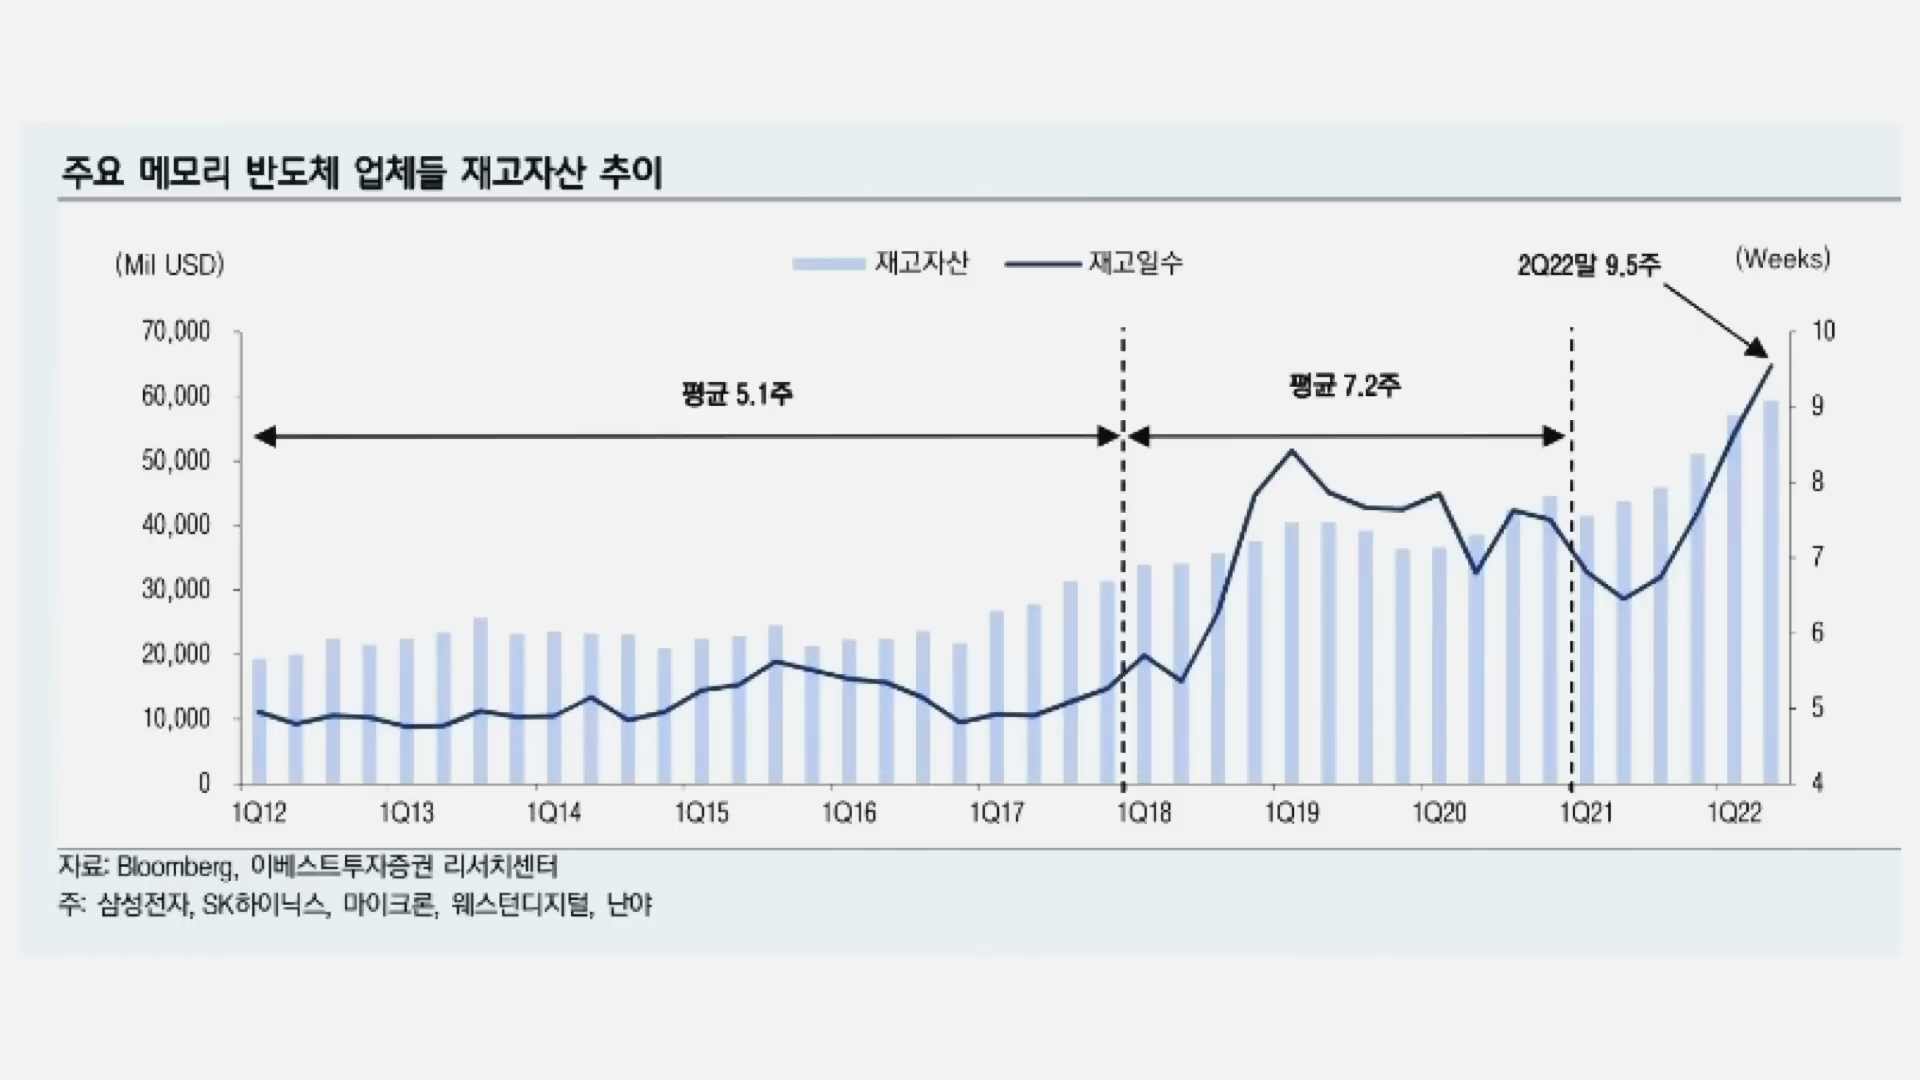 주요 메모리 반도체 업체들 재고자산 추이
(Mil USD)
재고자산
재고일수
2Q22말 9.5주
(Weeks)
70,000
60,000
50,000
40,000
30,000
20,000
10,000
0
평균 5.1주
평균 7.2주
10
9
8
7
6
5
4
1Q12 1Q13 1Q14 1Q15 1Q16 1Q17 1Q18 1Q19 1Q20 1Q21 1Q22
자료: Bloomberg, 이베스트투자증권 리서치센터
주: 삼성전자, SK하이닉스, 마이크론, 웨스턴디지털, 난야